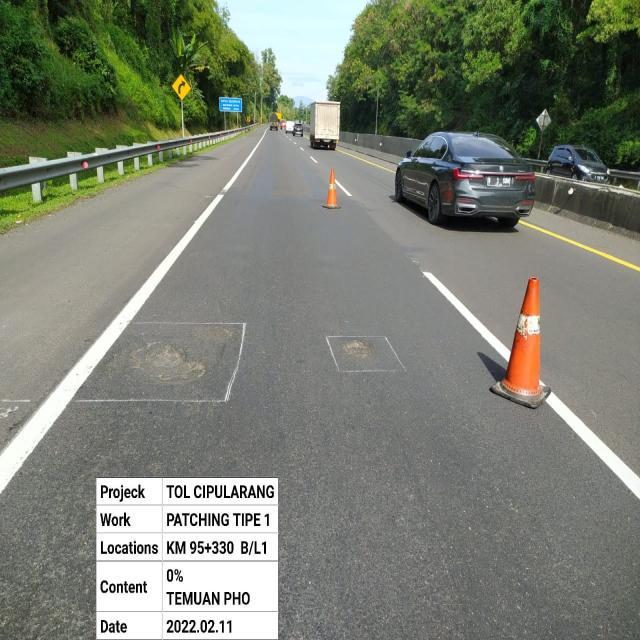 Projeck TOL CIPULARANG
Work PATCHING TIPE 1
Locations KM 95+330 B/L1
Content 0%
TEMUAN PHO
Date 2022.02.11